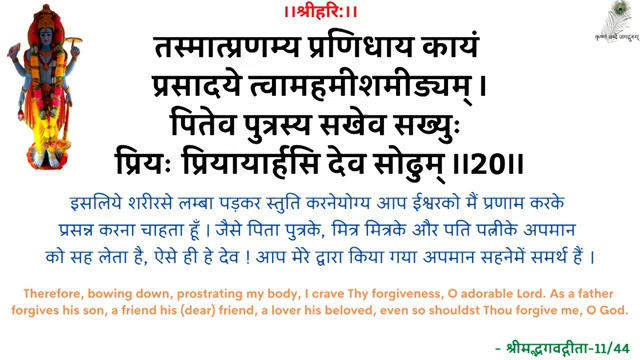 ।।श्रीहरि:।।
कृष्णं वन्दे जगद्गुरुम्
तस्मात्प्रणम्य प्रणिधाय कायं
प्रसादये त्वामहमीशमीड्यम् ।
पितेव पुत्रस्य सखेव सख्युः
प्रियः प्रियायार्हसि देव सोढुम् ।।20।।
इसलिये शरीरसे लम्बा पड़कर स्तुति करनेयोग्य आप ईश्वरको मैं प्रणाम करके
प्रसन्न करना चाहता हूँ । जैसे पिता पुत्रके, मित्र मित्रके और पति पत्नीके अपमान
को सह लेता है, ऐसे ही हे देव ! आप मेरे द्वारा किया गया अपमान सहनेमें समर्थ हैं ।
Therefore, bowing down, prostrating my body, I crave Thy forgiveness, O adorable Lord. As a father
forgives his son, a friend his (dear) friend, a lover his beloved, even so shouldst Thou forgive me, O God.
- श्रीमद्भगवद्गीता-11/44